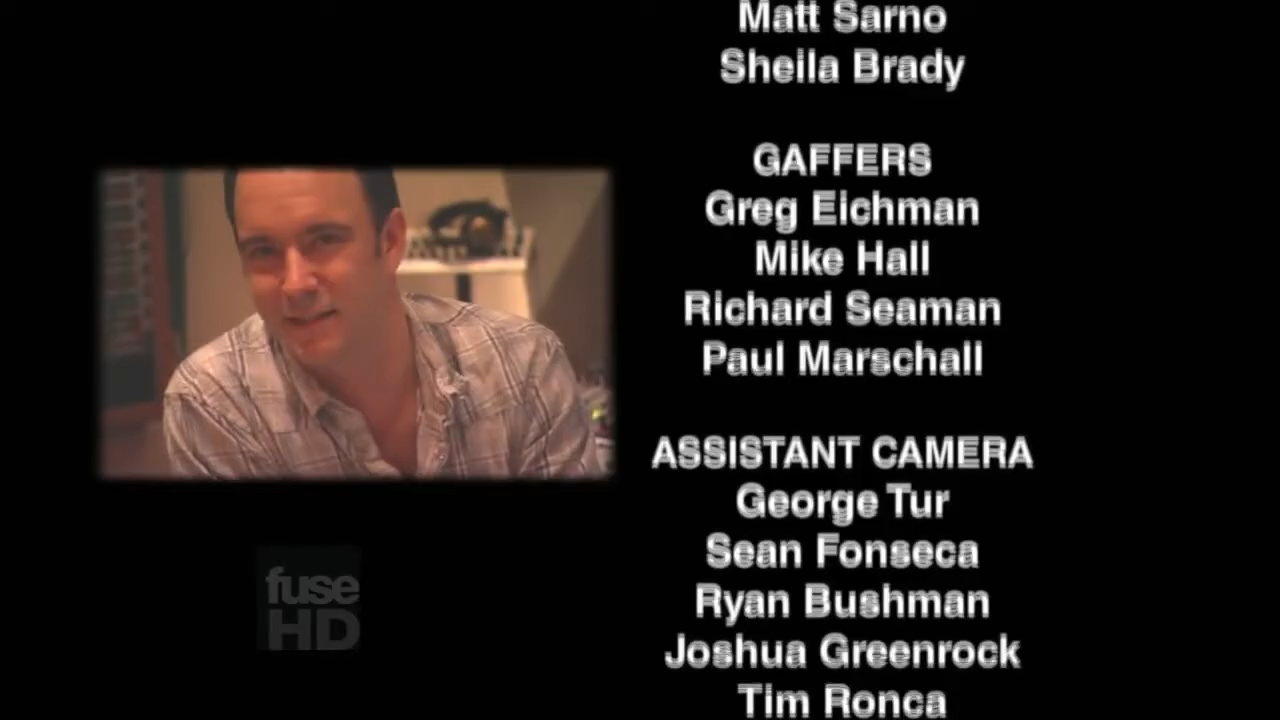 Matt Sarno
Sheila Brady
GAFFERS
Greg Eichman
Mike Hall
Richard Seaman
Paul Marschall
ASSISTANT CAMERA
George Tur
Sean Fonseca
Ryan Bushman
Joshua Greenrock
Tim Ronca
fuse
HD